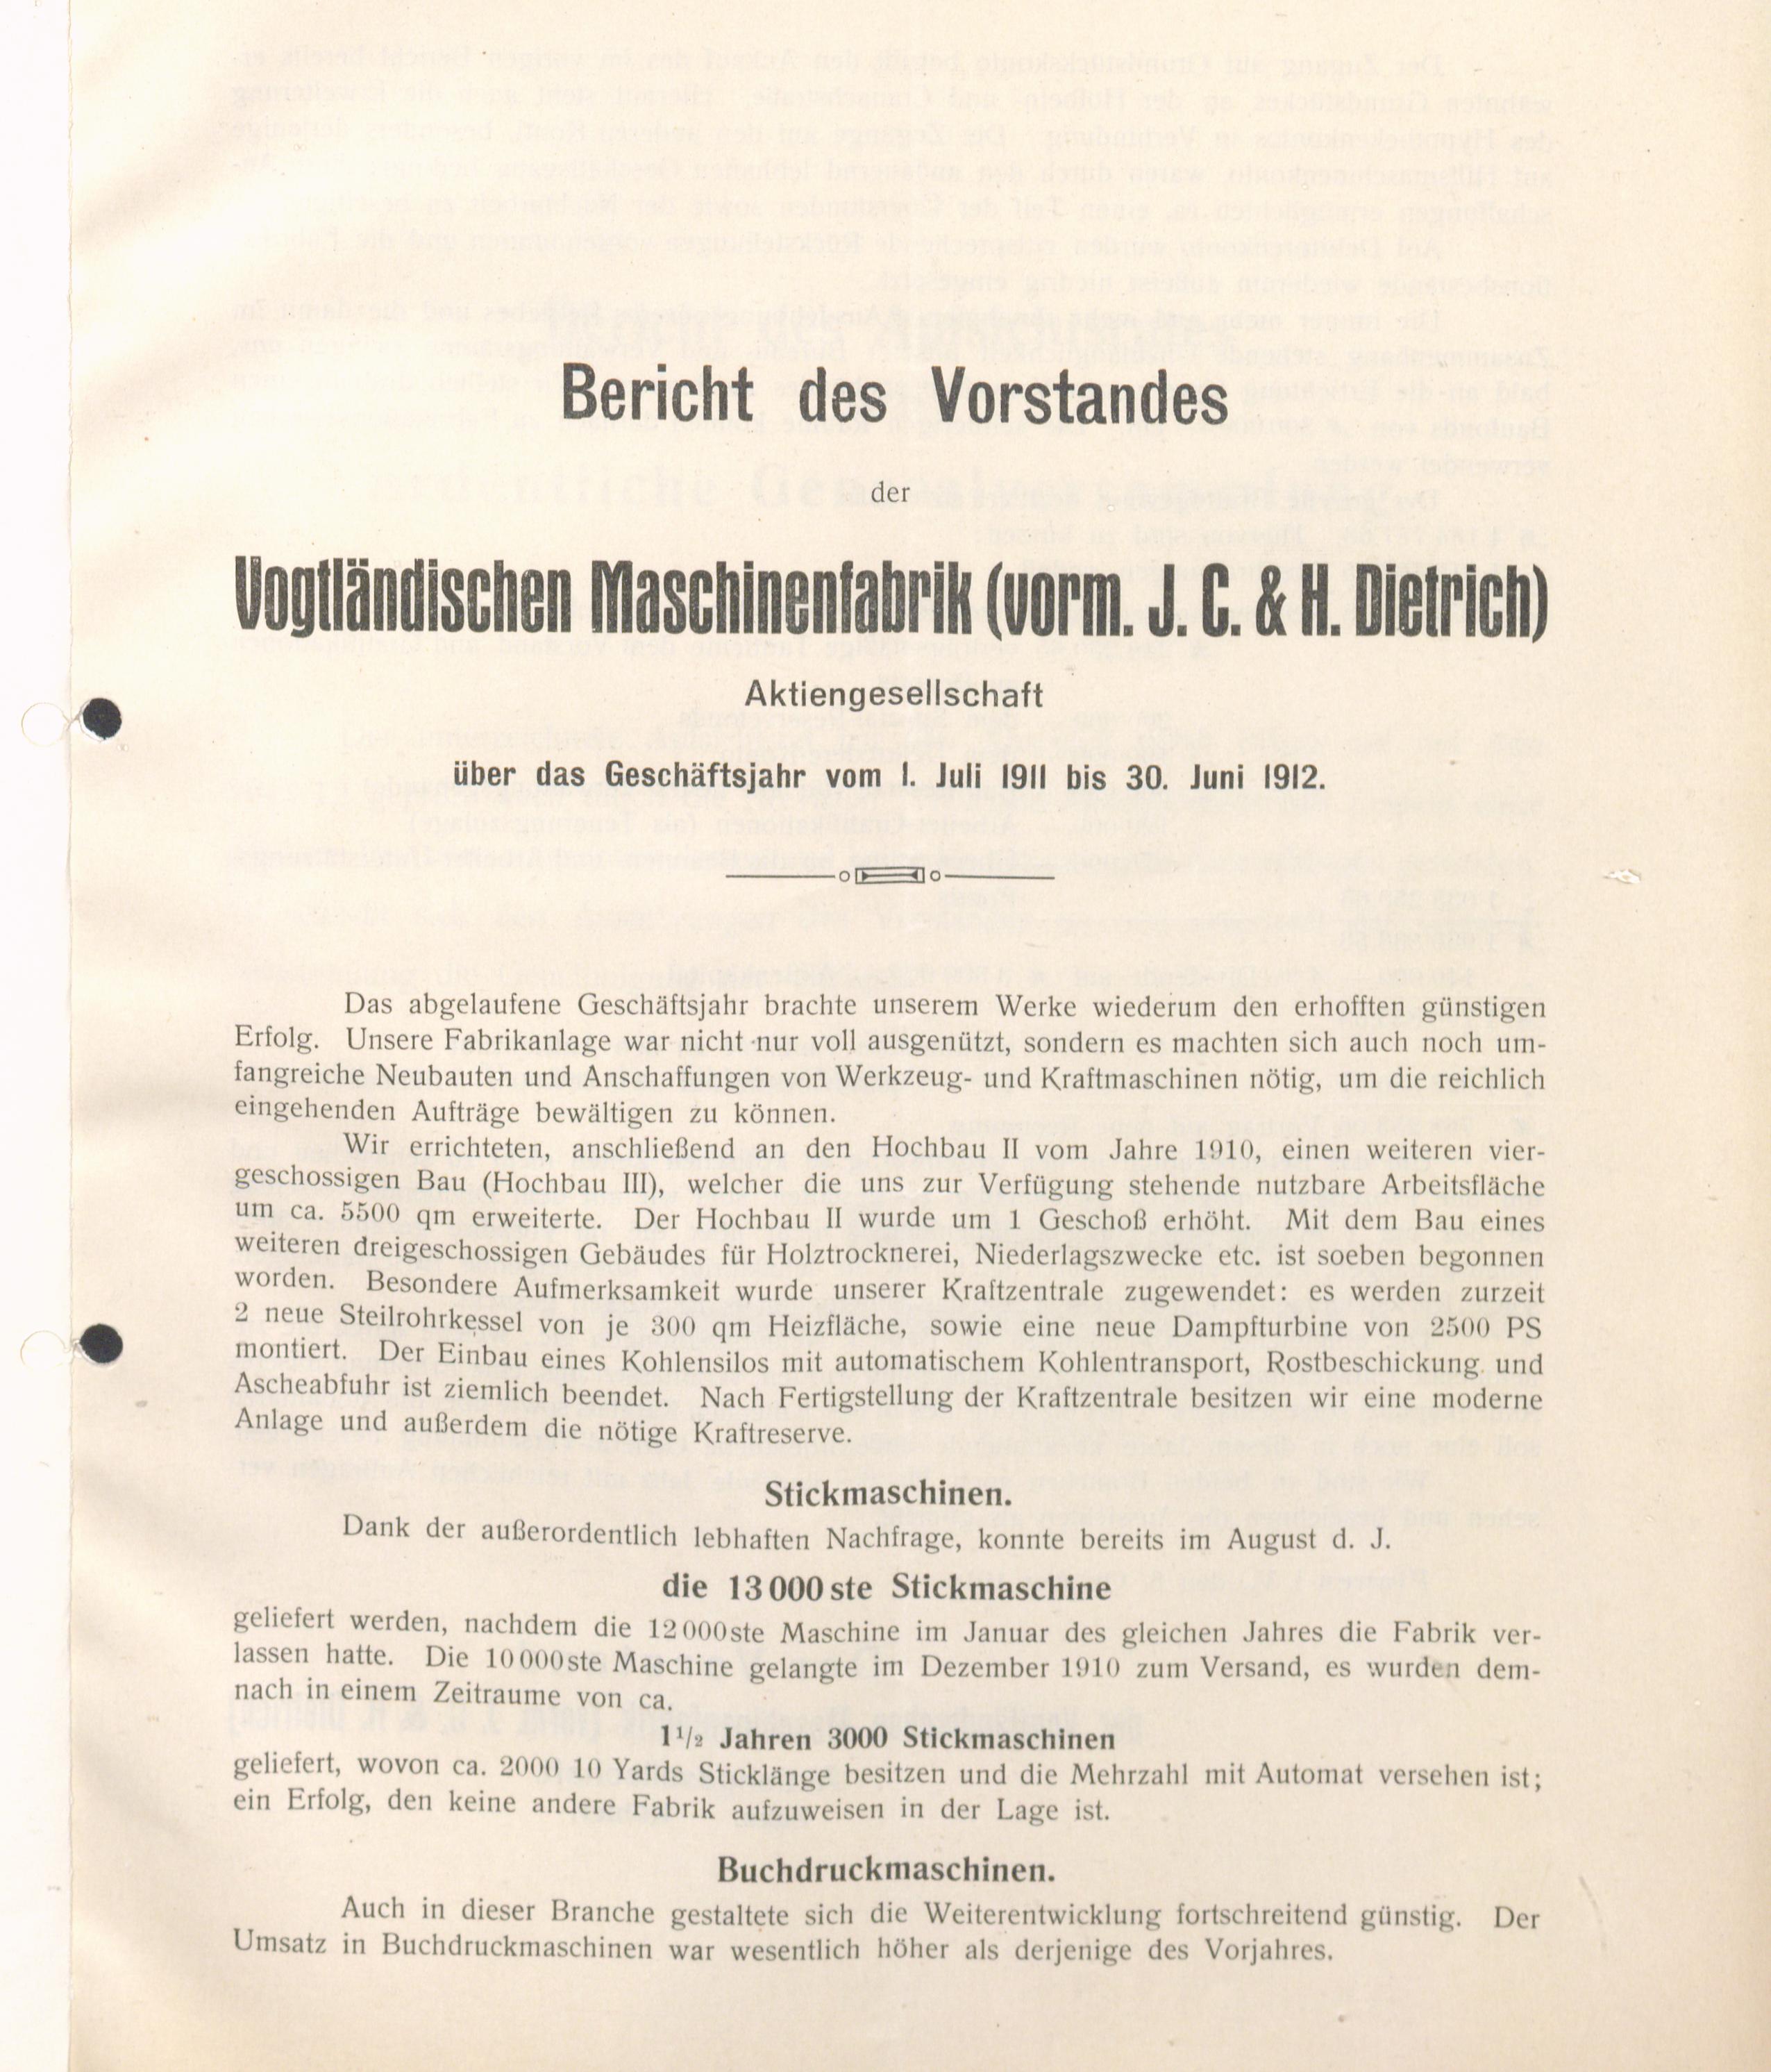 Bericht des Vorstandes
der
Vogtländischen Maschinenfabrik (vorm. J. C. & H. Dietrich)
Aktiengesellschaft
über das Geschäftsjahr vom 1. Juli 1911 bis 30. Juni 1912.
Das abgelaufene Geschäftsjahr brachte unserem Werke wiederum den erhofften günstigen
Erfolg. Unsere Fabrikanlage war nicht nur voll ausgenützt, sondern es machten sich auch noch um-
fangreiche Neubauten und Anschaffungen von Werkzeug- und Kraftmaschinen nötig, um die reichlich
eingehenden Aufträge bewältigen zu können.
Wir errichteten, anschließend an den Hochbau II vom Jahre 1910, einen weiteren vier-
geschossigen Bau (Hochbau III), welcher die uns zur Verfügung stehende nutzbare Arbeitsfläche
um ca. 5500 qm erweiterte. Der Hochbau II wurde um 1 Geschoß erhöht. Mit dem Bau eines
weiteren dreigeschossigen Gebäudes für Holztrocknerei, Niederlagszwecke etc. ist soeben begonnen
worden. Besondere Aufmerksamkeit wurde unserer Kraftzentrale zugewendet: es werden zurzeit
2 neue Steilrohrkessel von je 300 qm Heizfläche, sowie eine neue Dampfturbine von 2500 PS
montiert. Der Einbau eines Kohlensilos mit automatischem Kohlentransport, Rostbeschickung und
Ascheabfuhr ist ziemlich beendet. Nach Fertigstellung der Kraftzentrale besitzen wir eine moderne
Anlage und außerdem die nötige Kraftreserve.
Stickmaschinen.
Dank der außerordentlich lebhaften Nachfrage, konnte bereits im August d. J.
die 13 000 ste Stickmaschine
geliefert werden, nachdem die 12 000ste Maschine im Januar des gleichen Jahres die Fabrik ver-
lassen hatte. Die 10 000ste Maschine gelangte im Dezember 1910 zum Versand, es wurden dem-
nach in einem Zeitraume von ca.
1½ Jahren 3000 Stickmaschinen
geliefert, wovon ca. 2000 10 Yards Sticklänge besitzen und die Mehrzahl mit Automat versehen ist;
ein Erfolg, den keine andere Fabrik aufzuweisen in der Lage ist.
Buchdruckmaschinen.
Auch in dieser Branche gestaltete sich die Weiterentwicklung fortschreitend günstig. Der
Umsatz in Buchdruckmaschinen war wesentlich höher als derjenige des Vorjahres.